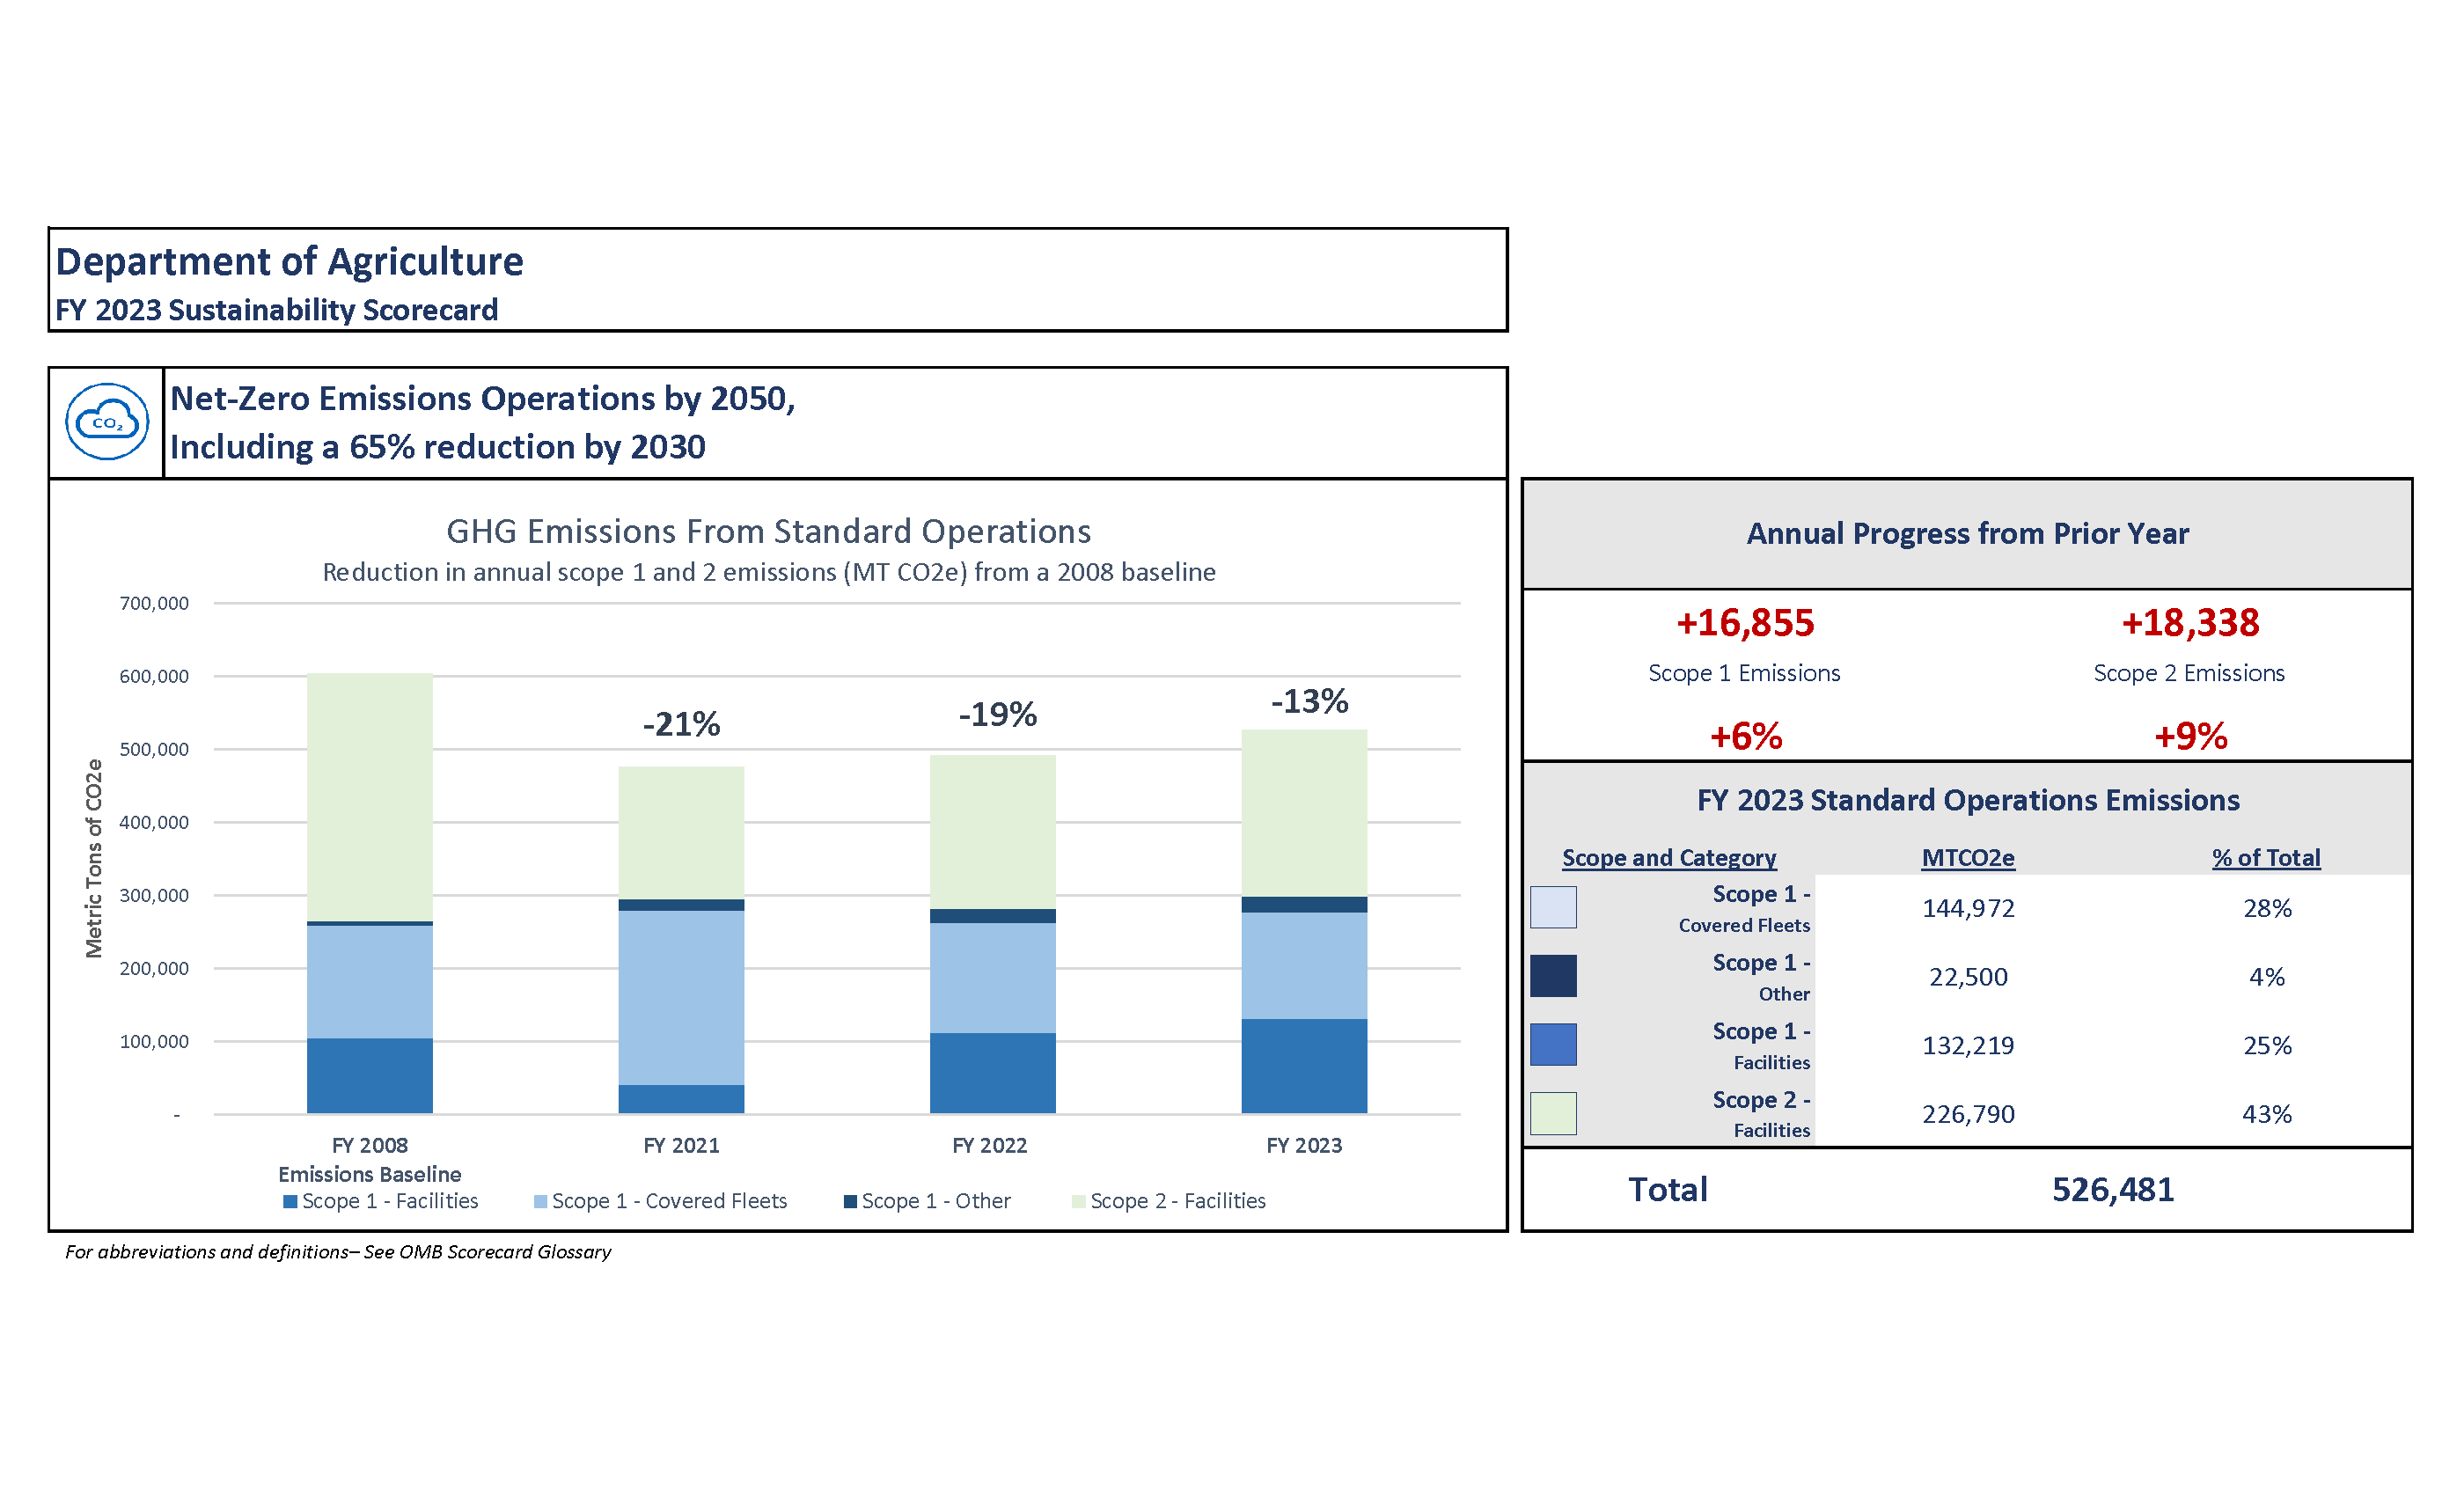 Department of Agriculture
FY 2023 Sustainability Scorecard
CO₂
Net-Zero Emissions Operations by 2050,
Including a 65% reduction by 2030
GHG Emissions From Standard Operations
Reduction in annual scope 1 and 2 emissions (MT CO2e) from a 2008 baseline
Metric Tons of CO2e
700,000
600,000
500,000
400,000
300,000
200,000
100,000
-
-21%
-19%
-13%
FY 2008
Emissions Baseline
FY 2021
FY 2022
FY 2023
Scope 1 - Facilities
Scope 1 - Covered Fleets
Scope 1 - Other
Scope 2 - Facilities
For abbreviations and definitions– See OMB Scorecard Glossary
Annual Progress from Prior Year
+16,855 +18,338
Scope 1 Emissions Scope 2 Emissions
+6% +9%
FY 2023 Standard Operations Emissions
Scope and Category MTCO2e % of Total
Scope 1 -
Covered Fleets
144,972 28%
Scope 1 -
Other
22,500 4%
Scope 1 -
Facilities
132,219 25%
Scope 2 -
Facilities
226,790 43%
Total 526,481